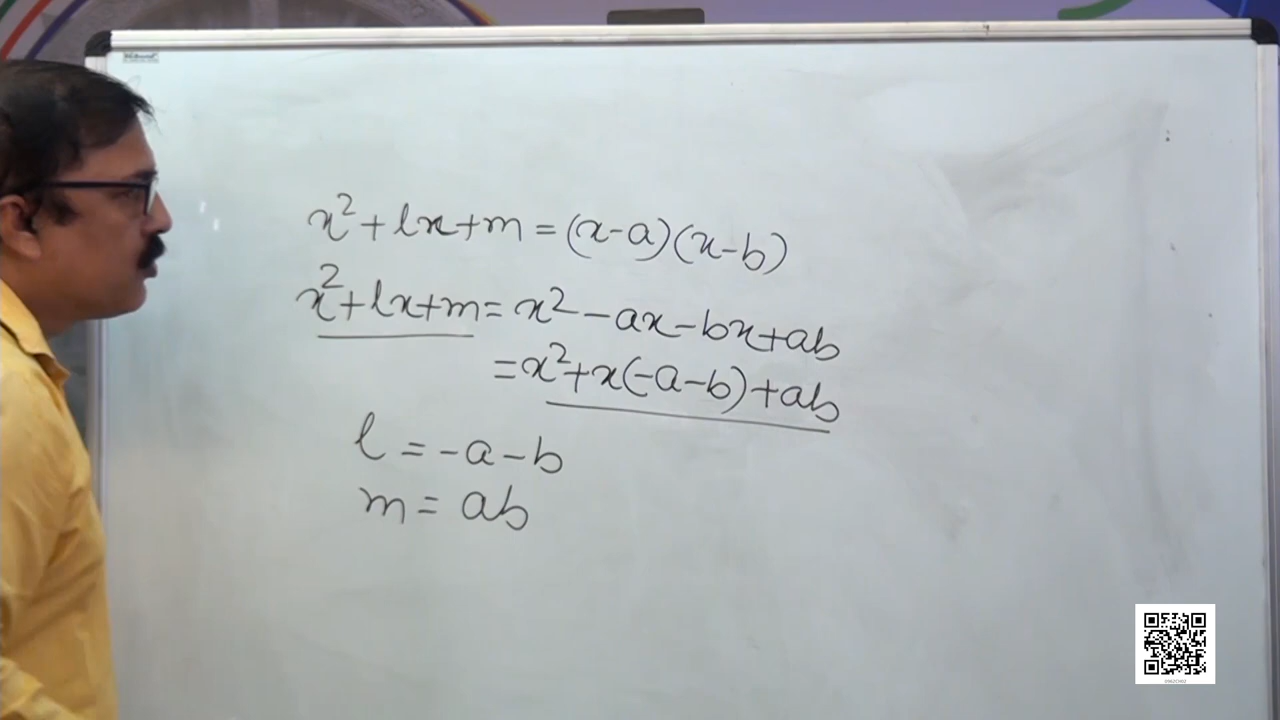 x² + lx + m = (x-a)(x-b)
x² + lx + m = x² - ax - bx + ab
= x² + x(-a-b) + ab
l = -a-b
m = ab